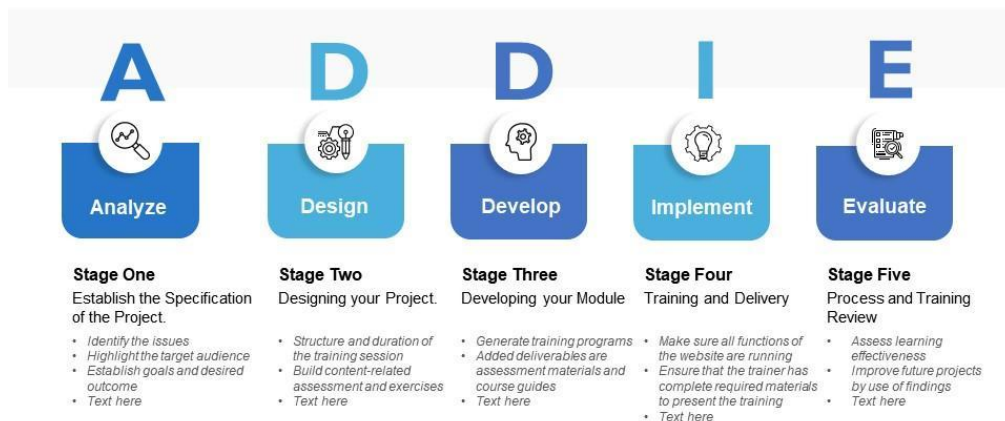 A D D I E
Analyze
Design
Develop
Implement
Evaluate
Stage One
Establish the Specification
of the Project.
• Identify the issues
• Highlight the target audience
• Establish goals and desired
outcome
• Text here
Stage Two
Designing your Project.
• Structure and duration of
the training session
• Build content-related
assessment and exercises
• Text here
Stage Three
Developing your Module
• Generate training programs
• Added deliverables are
assessment materials and
course guides
• Text here
Stage Four
Training and Delivery
• Make sure all functions of
the website are running
• Ensure that the trainer has
complete required materials
to present the training
• Text here
Stage Five
Process and Training
Review
• Assess learning
effectiveness
• Improve future projects
by use of findings
• Text here